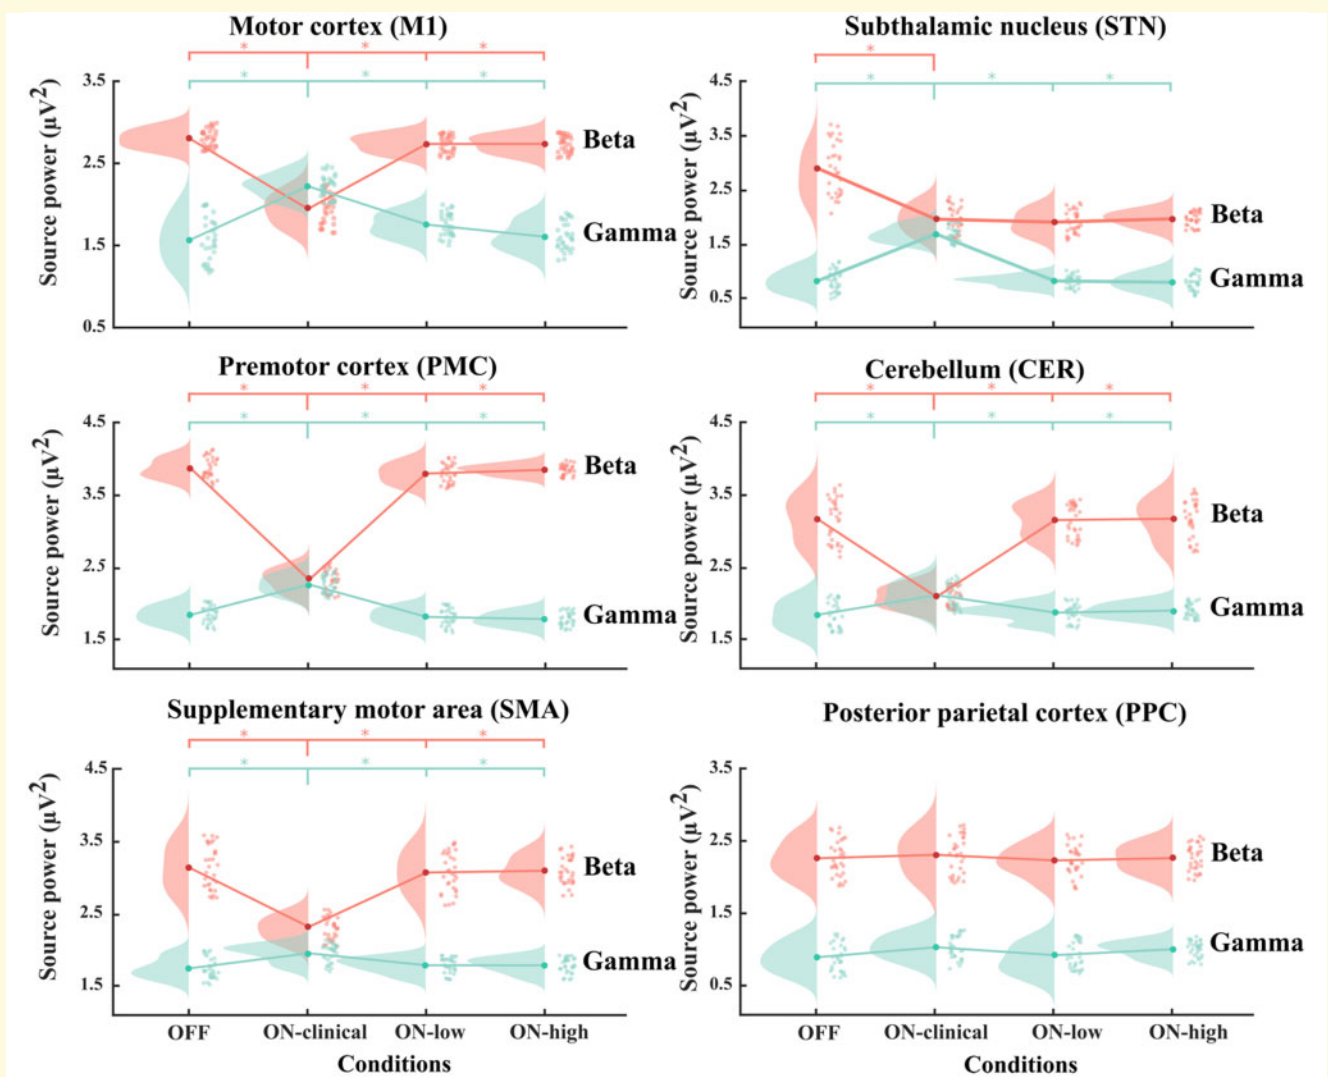 Motor cortex (M1)
* * *
* * *
Source power (µV²)
3.5
2.5
1.5
0.5
Beta
Gamma
Subthalamic nucleus (STN)
*
* * *
Source power (µV²)
4.5
3.5
2.5
1.5
0.5
Beta
Gamma
Premotor cortex (PMC)
* * *
* * *
Source power (µV²)
4.5
3.5
2.5
1.5
Beta
Gamma
Cerebellum (CER)
* * *
* * *
Source power (µV²)
4.5
3.5
2.5
1.5
Beta
Gamma
Supplementary motor area (SMA)
* * *
* * *
Source power (µV²)
4.5
3.5
2.5
1.5
Beta
Gamma
OFF ON-clinical ON-low ON-high
Conditions
Posterior parietal cortex (PPC)
Source power (µV²)
3.5
2.5
1.5
0.5
Beta
Gamma
OFF ON-clinical ON-low ON-high
Conditions